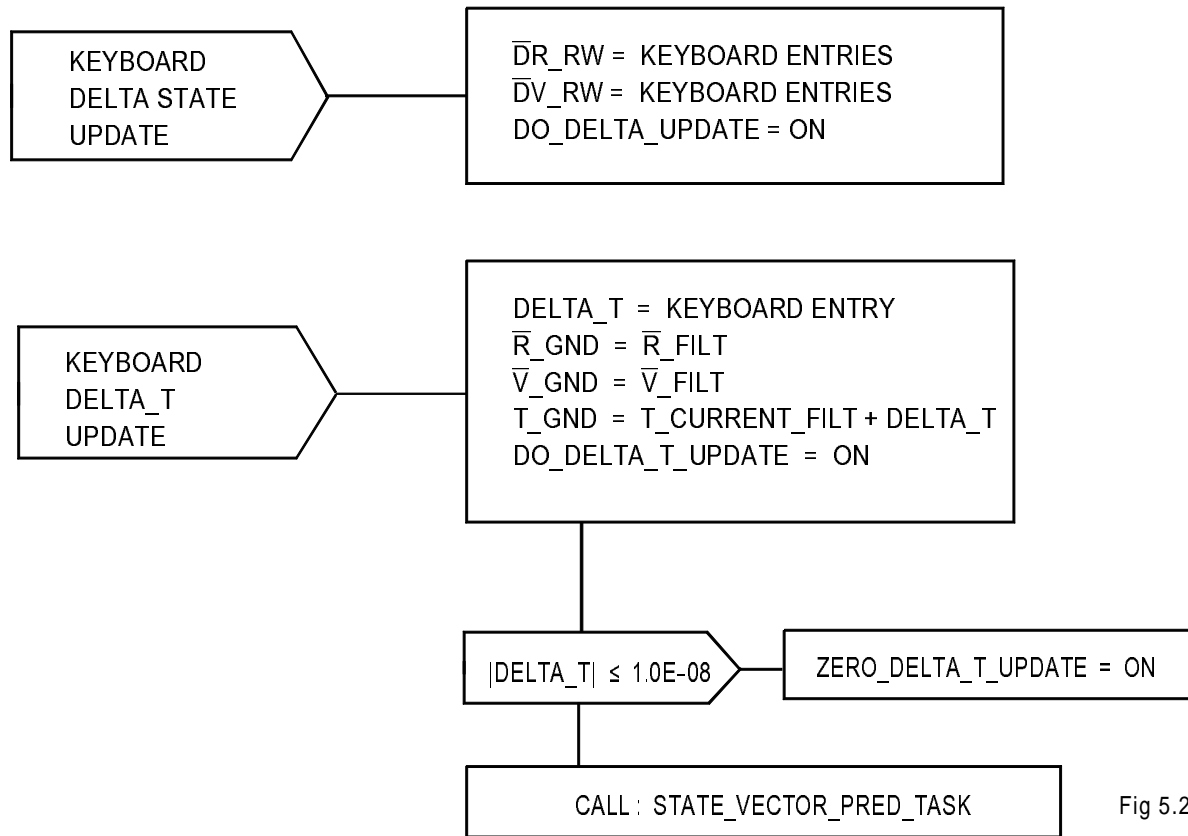 KEYBOARD
DELTA STATE
UPDATE
D̅R_RW = KEYBOARD ENTRIES
D̅V_RW = KEYBOARD ENTRIES
DO_DELTA_UPDATE = ON
KEYBOARD
DELTA_T
UPDATE
DELTA_T = KEYBOARD ENTRY
R̅_GND = R̅_FILT
V̅_GND = V̅_FILT
T_GND = T_CURRENT_FILT + DELTA_T
DO_DELTA_T_UPDATE = ON
|DELTA_T| ≤ 1.0E-08
ZERO_DELTA_T_UPDATE = ON
CALL: STATE_VECTOR_PRED_TASK
Fig 5.2